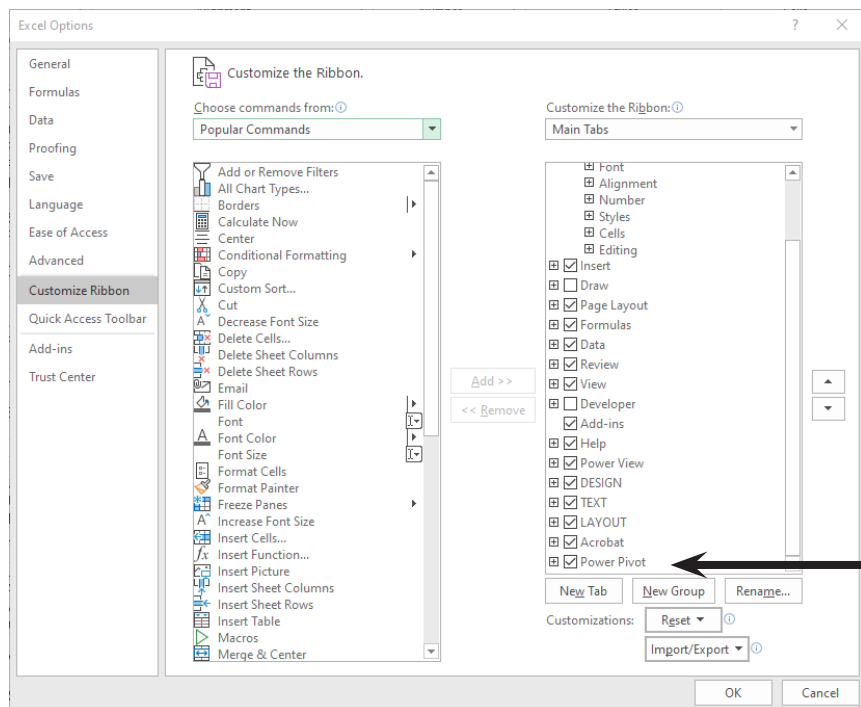 Excel Options
?
General
Formulas
Data
Proofing
Save
Language
Ease of Access
Advanced
Customize Ribbon
Quick Access Toolbar
Add-ins
Trust Center
Customize the Ribbon.
Choose commands from:
Popular Commands
Add or Remove Filters
All Chart Types...
Borders
Calculate Now
Center
Conditional Formatting
Copy
Custom Sort...
Cut
Decrease Font Size
Delete Cells...
Delete Sheet Columns
Delete Sheet Rows
Email
Fill Color
Font
Font Color
Font Size
Format Cells
Format Painter
Freeze Panes
Increase Font Size
Insert Cells...
Insert Function...
Insert Picture
Insert Sheet Columns
Insert Sheet Rows
Insert Table
Macros
Merge & Center
Add >>
<< Remove
Customize the Ribbon:
Main Tabs
Font
Alignment
Number
Styles
Cells
Editing
Insert
Draw
Page Layout
Formulas
Data
Review
View
Developer
Add-ins
Help
Power View
DESIGN
TEXT
LAYOUT
Acrobat
Power Pivot
New Tab
New Group
Rename...
Customizations:
Reset
Import/Export
OK
Cancel